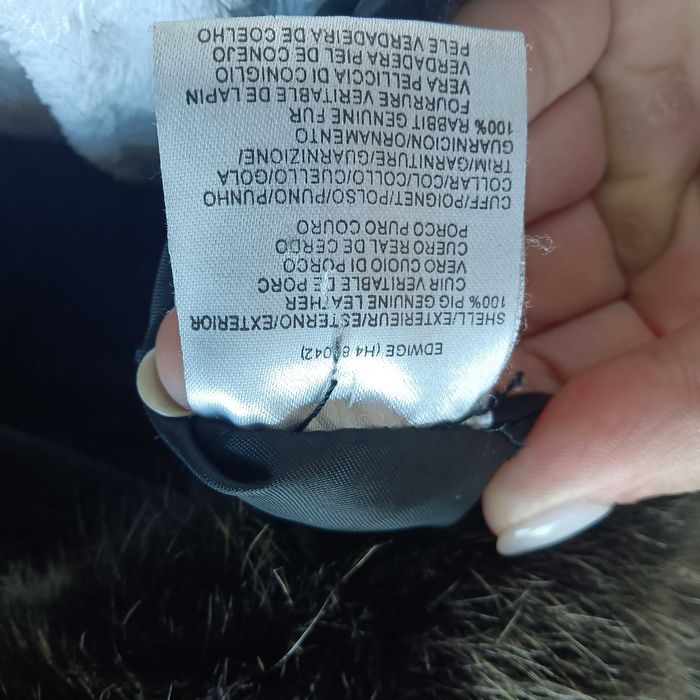 EDWIGE (H4 8 042)
SHELL/EXTERIEUR/ESTERNO/EXTERIOR
100% PIG GENUINE LEATHER
CUIR VERITABLE DE PORC
VERO CUOIO DI PORCO
CUERO REAL DE CERDO
PORCO PURO COURO
CUFF/POIGNET/POLSO/PUNO/PUNHO
COLLAR/COL/COLLO/CUELLO/GOLA
TRIM/GARNITURE/GUARNIZIONE/
GUARNICION/ORNAMENTO
100% RABBIT GENUINE FUR
FOURRURE VERITABLE DE LAPIN
VERA PELLICCIA DI CONIGLIO
VERDADERA PIEL DE CONEJO
PELE VERDADEIRA DE COELHO